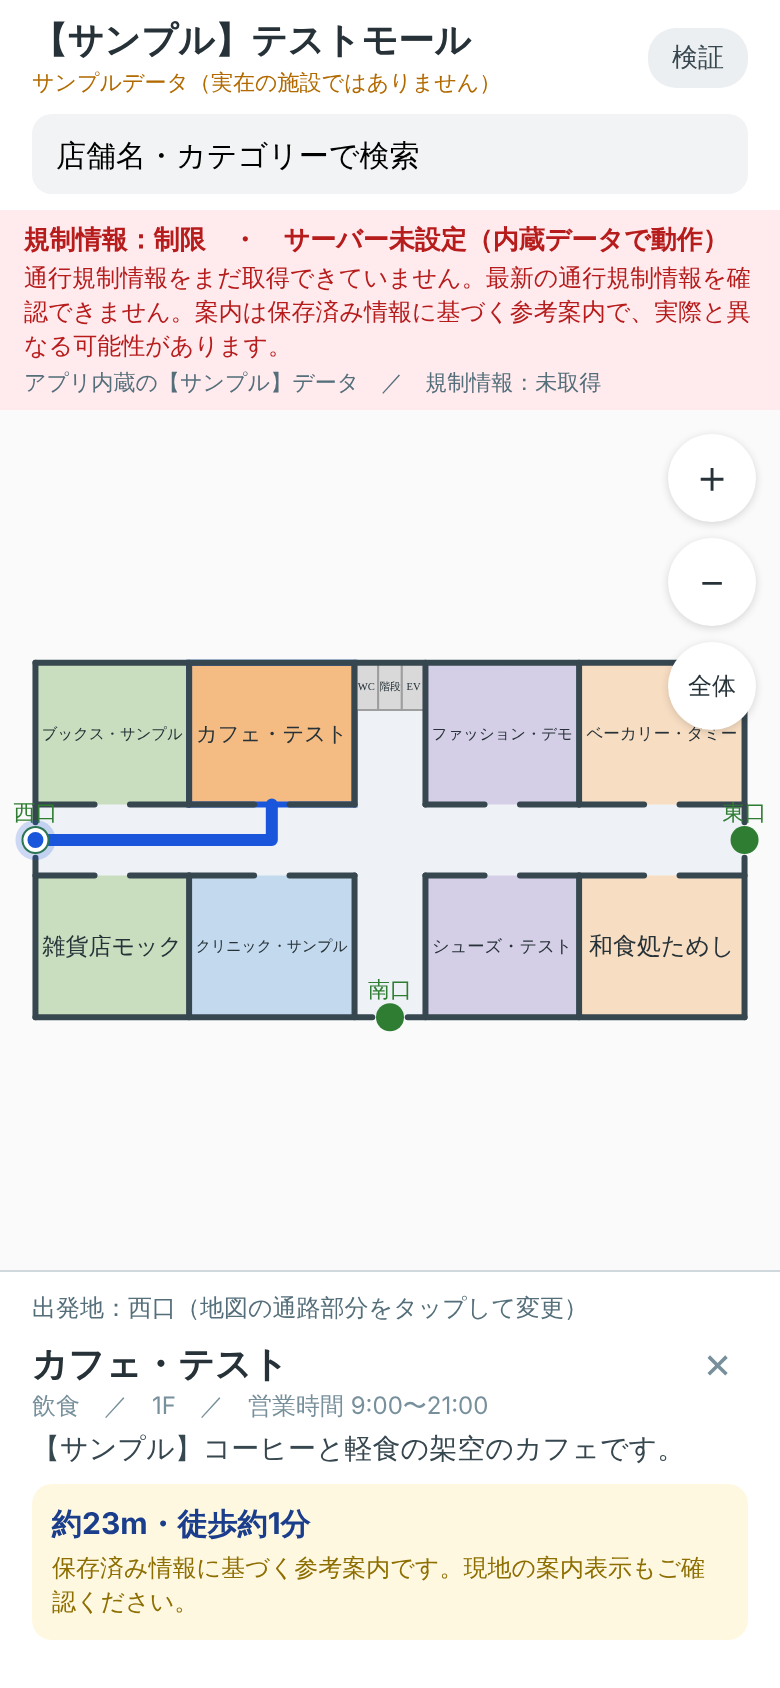 【サンプル】テストモール
サンプルデータ（実在の施設ではありません）
検証
店舗名・カテゴリーで検索
規制情報：制限　・　サーバー未設定（内蔵データで動作）
通行規制情報をまだ取得できていません。最新の通行規制情報を確
認できません。案内は保存済み情報に基づく参考案内で、実際と異
なる可能性があります。
アプリ内蔵の【サンプル】データ　／　規制情報：未取得
+
−
全体
ブックス・サンプル
カフェ・テスト
WC
階段
EV
ファッション・デモ
ベーカリー・ダミー
西口
東口
雑貨店モック
クリニック・サンプル
シューズ・テスト
和食処ためし
南口
出発地：西口（地図の通路部分をタップして変更）
カフェ・テスト
✕
飲食　／　1F　／　営業時間 9:00〜21:00
【サンプル】コーヒーと軽食の架空のカフェです。
約23m・徒歩約1分
保存済み情報に基づく参考案内です。現地の案内表示もご確
認ください。